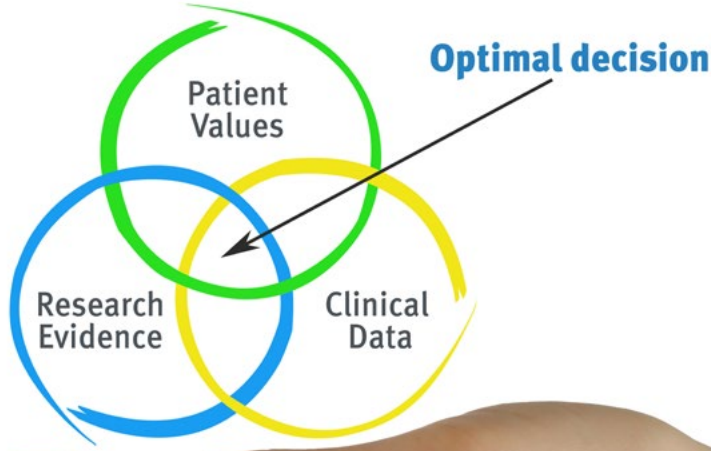 Optimal decision
Patient
Values
Research
Evidence
Clinical
Data